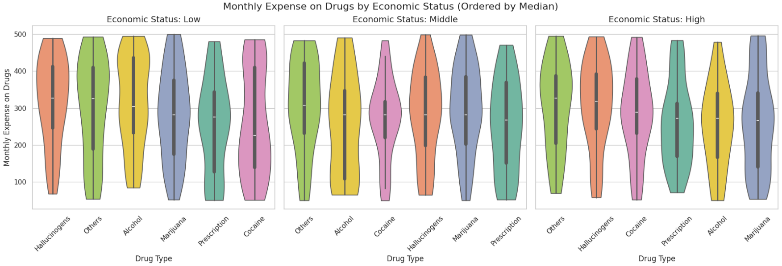 Monthly Expense on Drugs by Economic Status (Ordered by Median)
Economic Status: Low
Economic Status: Middle
Economic Status: High
Monthly Expense on Drugs
500
400
300
200
100
Hallucinogens
Others
Alcohol
Marijuana
Prescription
Cocaine
Others
Alcohol
Cocaine
Hallucinogens
Marijuana
Prescription
Others
Hallucinogens
Cocaine
Prescription
Alcohol
Marijuana
Drug Type
Drug Type
Drug Type